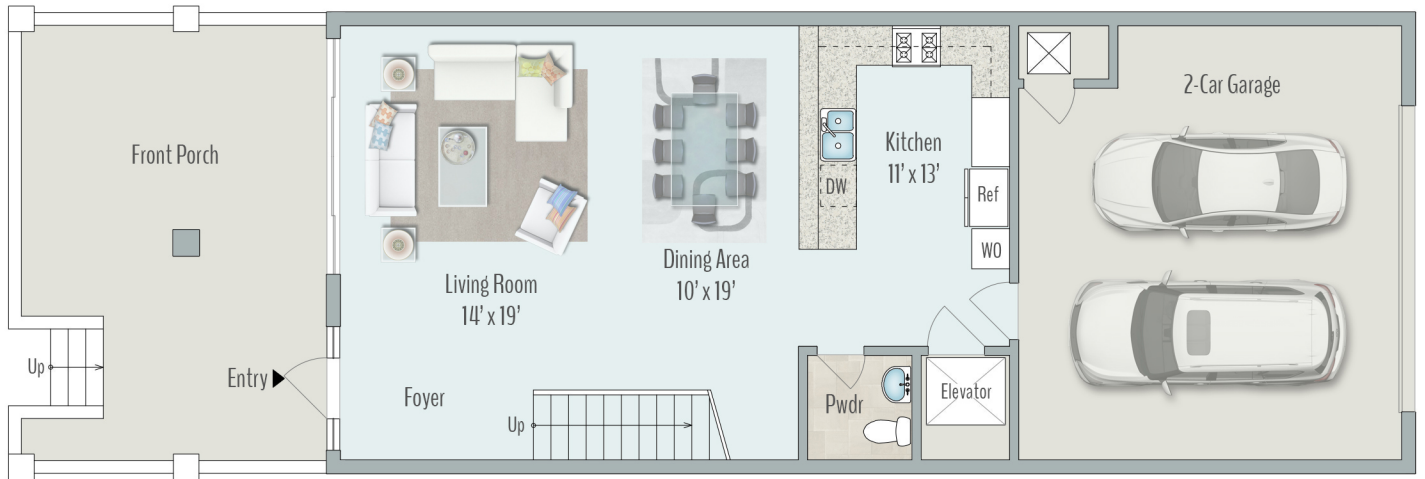 Front Porch
Up
Entry
Living Room
14' x 19'
Foyer
Up
Dining Area
10' x 19'
Kitchen
11' x 13'
DW
Ref
WO
Pwdr
Elevator
2-Car Garage